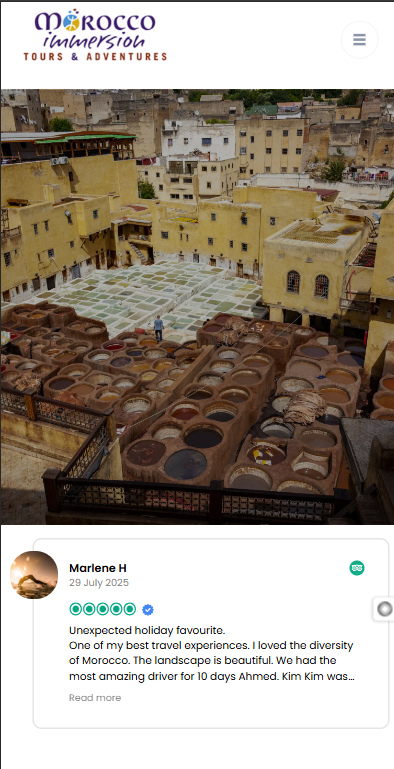 MOROCCO
immersion
TOURS & ADVENTURES
Marlene H
29 July 2025
Unexpected holiday favourite.
One of my best travel experiences. I loved the diversity
of Morocco. The landscape is beautiful. We had the
most amazing driver for 10 days Ahmed. Kim Kim was...
Read more